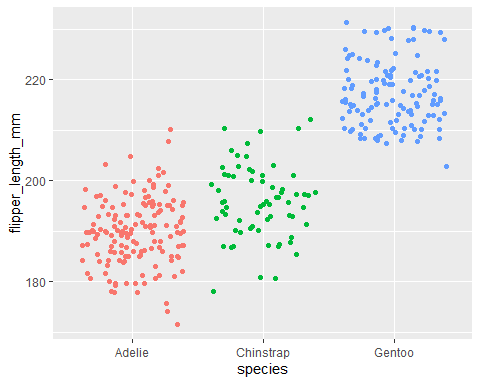 flipper_length_mm
220
200
180
Adelie
Chinstrap
Gentoo
species